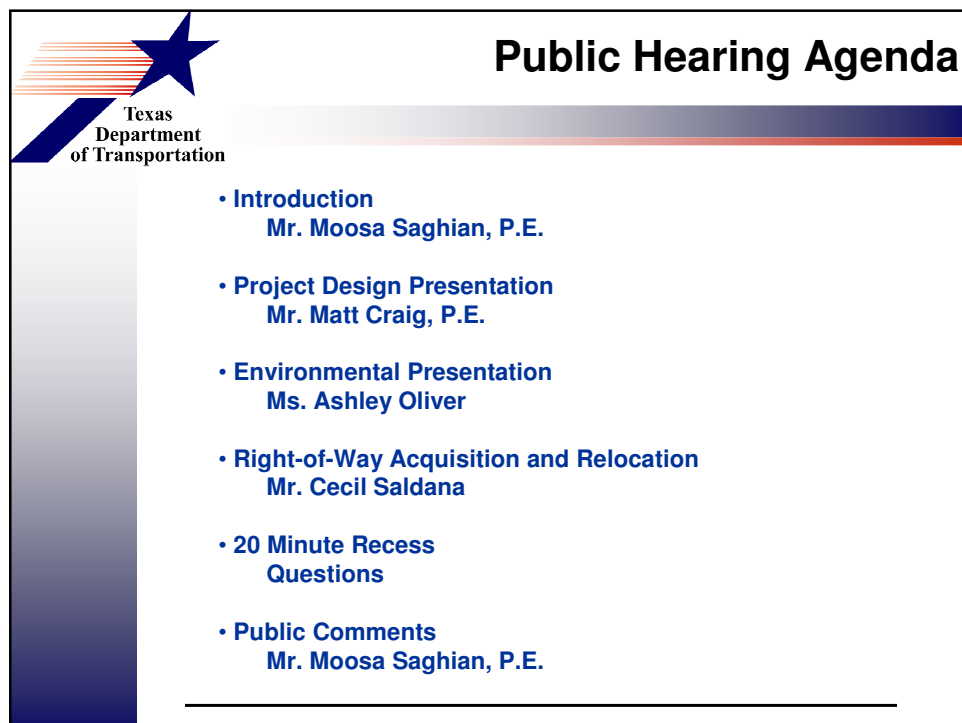 Public Hearing Agenda
Texas
Department
of Transportation
• Introduction
Mr. Moosa Saghian, P.E.
• Project Design Presentation
Mr. Matt Craig, P.E.
• Environmental Presentation
Ms. Ashley Oliver
• Right-of-Way Acquisition and Relocation
Mr. Cecil Saldana
• 20 Minute Recess
Questions
• Public Comments
Mr. Moosa Saghian, P.E.